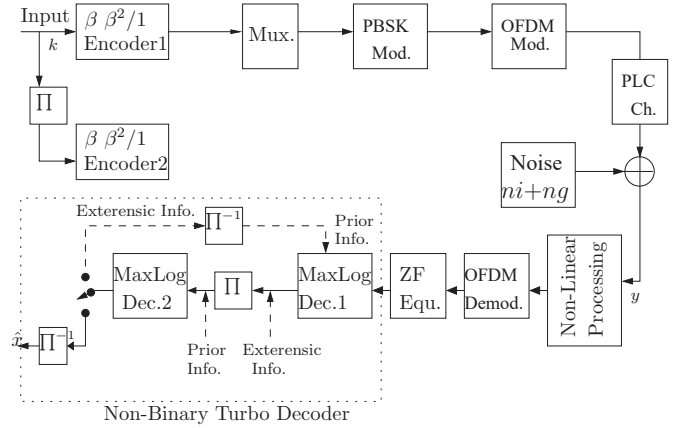 Input
k
β β²/1
Encoder1
Mux.
PBSK
Mod.
OFDM
Mod.
PLC
Ch.
Π
β β²/1
Encoder2
Noise
ni+ng
y
Non-Linear
Processing
OFDM
Demod.
ZF
Equ.
MaxLog
Dec.1
Prior
Info.
Π⁻¹
Exterensic Info.
Π
MaxLog
Dec.2
Prior
Info.
Exterensic
Info.
Π⁻¹
x̂
Non-Binary Turbo Decoder